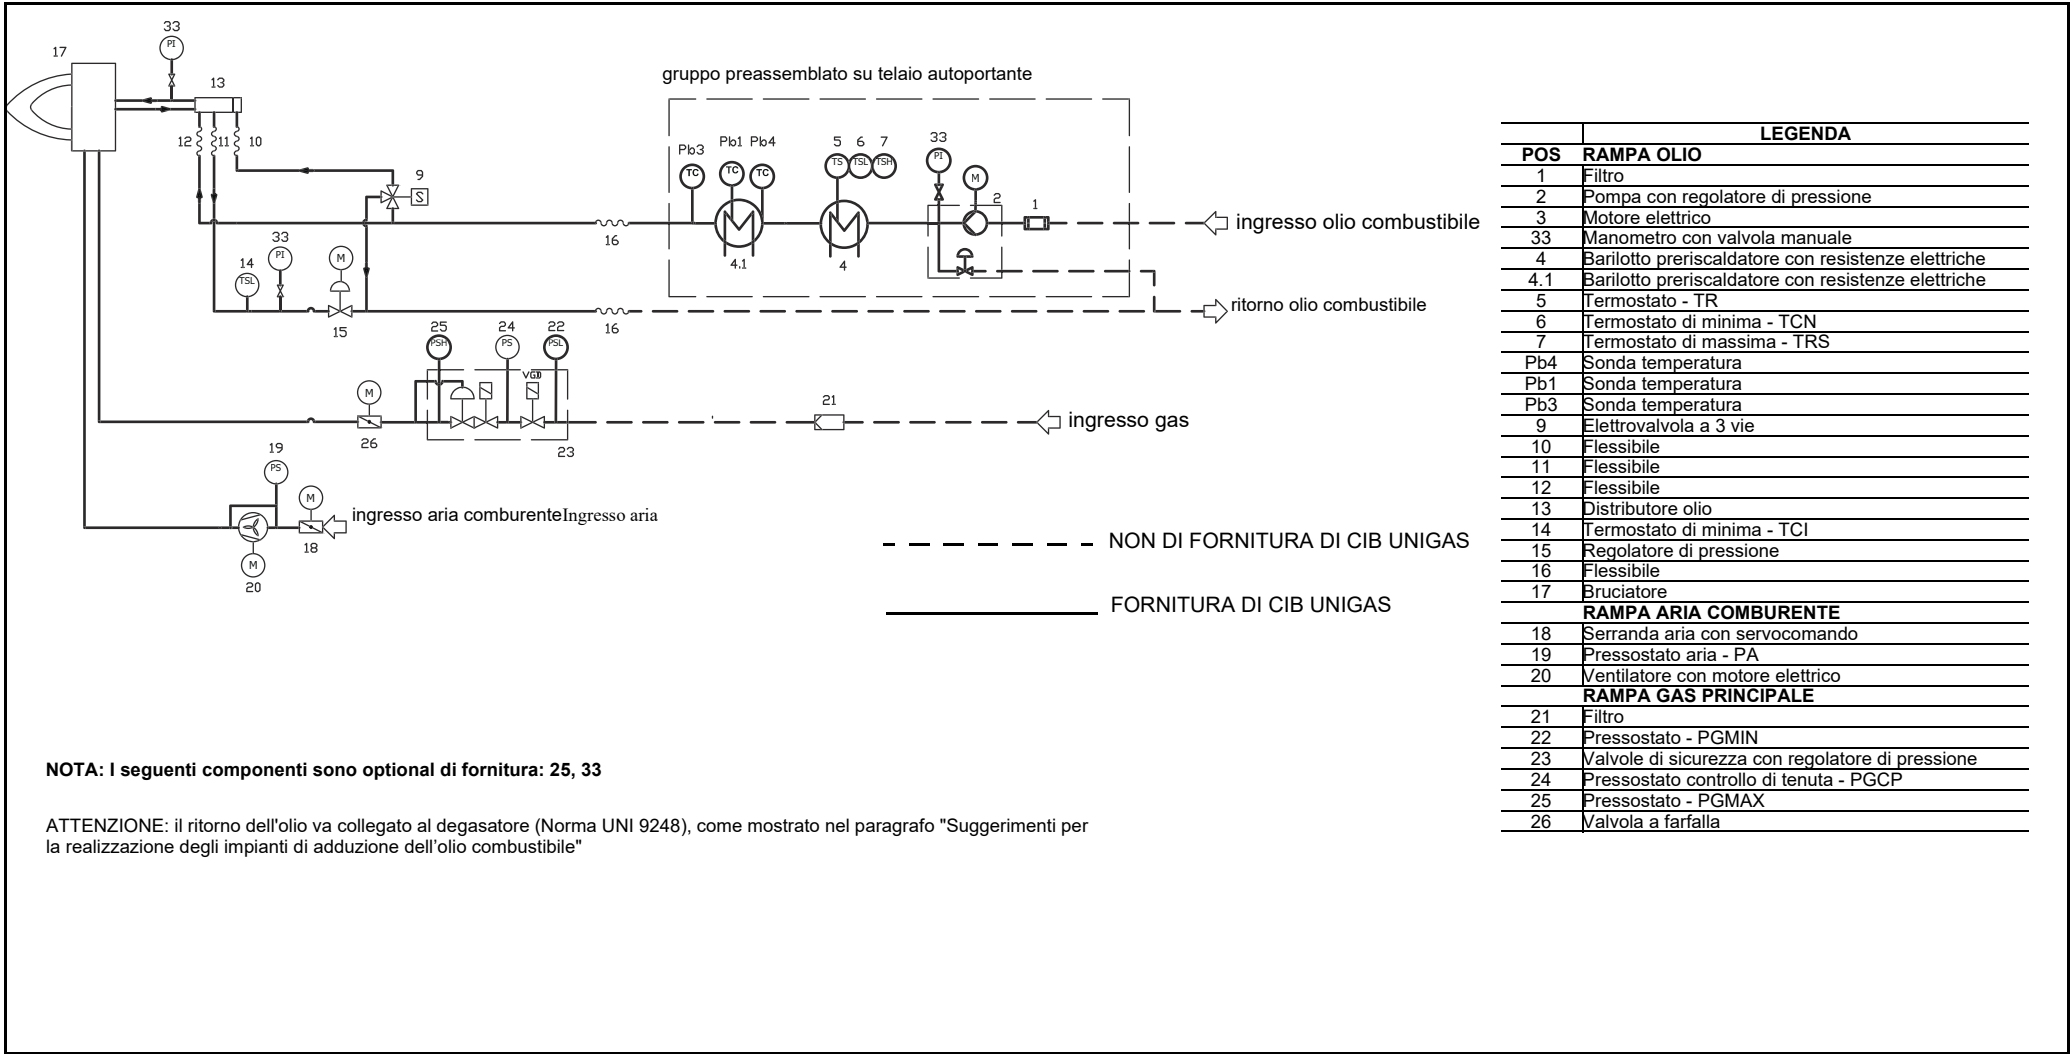 33
PI
17
13
12
11
10
9
S
gruppo preassemblato su telaio autoportante
Pb3
Pb1
Pb4
TC
TC
TC
5
6
7
TS
TSL
TSH
33
PI
M
2
1
ingresso olio combustibile
16
4.1
4
33
PI
14
TSL
M
15
16
ritorno olio combustibile
25
24
22
PSH
PS
PSL
VGD
M
26
23
21
ingresso gas
19
PS
M
18
ingresso aria comburenteIngresso aria
M
20
NON DI FORNITURA DI CIB UNIGAS
FORNITURA DI CIB UNIGAS
NOTA: I seguenti componenti sono optional di fornitura: 25, 33
ATTENZIONE: il ritorno dell'olio va collegato al degasatore (Norma UNI 9248), come mostrato nel paragrafo "Suggerimenti per
la realizzazione degli impianti di adduzione dell'olio combustibile"
LEGENDA
POS RAMPA OLIO
1 Filtro
2 Pompa con regolatore di pressione
3 Motore elettrico
33 Manometro con valvola manuale
4 Barilotto preriscaldatore con resistenze elettriche
4.1 Barilotto preriscaldatore con resistenze elettriche
5 Termostato - TR
6 Termostato di minima - TCN
7 Termostato di massima - TRS
Pb4 Sonda temperatura
Pb1 Sonda temperatura
Pb3 Sonda temperatura
9 Elettrovalvola a 3 vie
10 Flessibile
11 Flessibile
12 Flessibile
13 Distributore olio
14 Termostato di minima - TCI
15 Regolatore di pressione
16 Flessibile
17 Bruciatore
RAMPA ARIA COMBURENTE
18 Serranda aria con servocomando
19 Pressostato aria - PA
20 Ventilatore con motore elettrico
RAMPA GAS PRINCIPALE
21 Filtro
22 Pressostato - PGMIN
23 Valvole di sicurezza con regolatore di pressione
24 Pressostato controllo di tenuta - PGCP
25 Pressostato - PGMAX
26 Valvola a farfalla